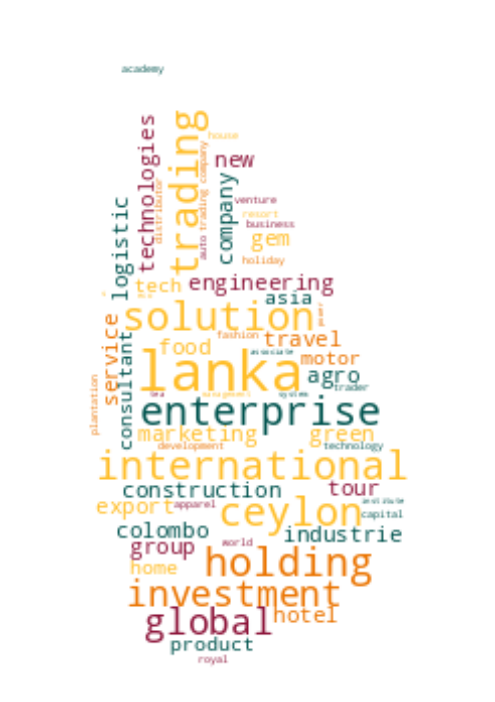 academy
trading
house
technologies
trading company
new
distributor
company
venture
logistic
resort
business
auto
gem
holiday
engineering
tech
asia
solution
power
service
fashion
travel
food
associate
motor
lanka
consultant
agro
trader
plantation
tea
management
system
enterprise
marketing
green
development
technology
international
construction
tour
institute
export
apparel
ceylon
capital
colombo
industrie
group
world
holding
home
investment
hotel
global
product
royal